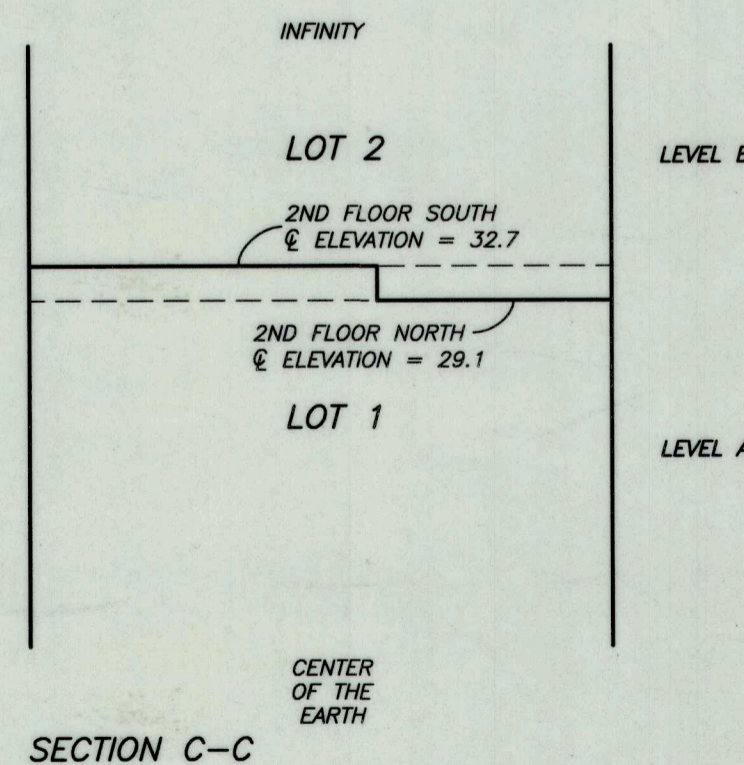 INFINITY
LOT 2
LEVEL B
2ND FLOOR SOUTH
℄ ELEVATION = 32.7
2ND FLOOR NORTH
℄ ELEVATION = 29.1
LOT 1
LEVEL A
CENTER
OF THE
EARTH
SECTION C-C